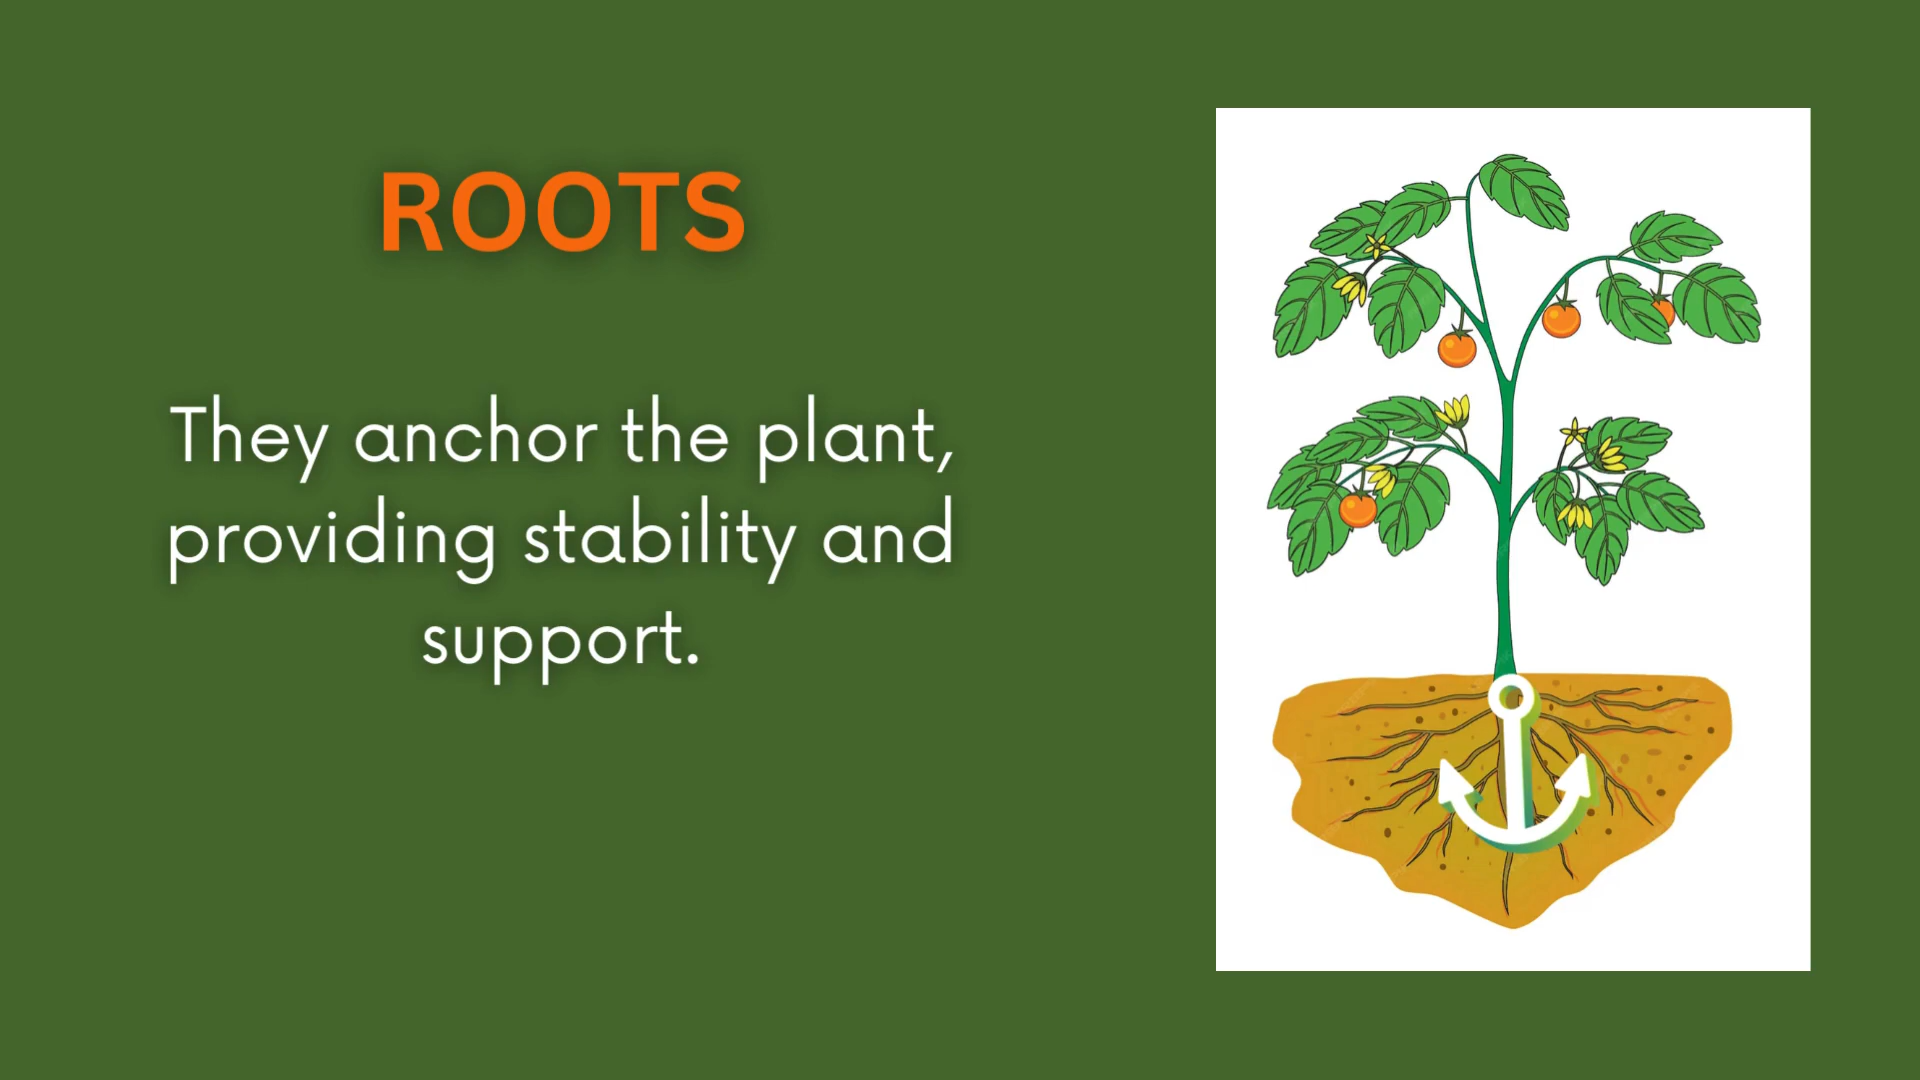 ROOTS
They anchor the plant,
providing stability and
support.